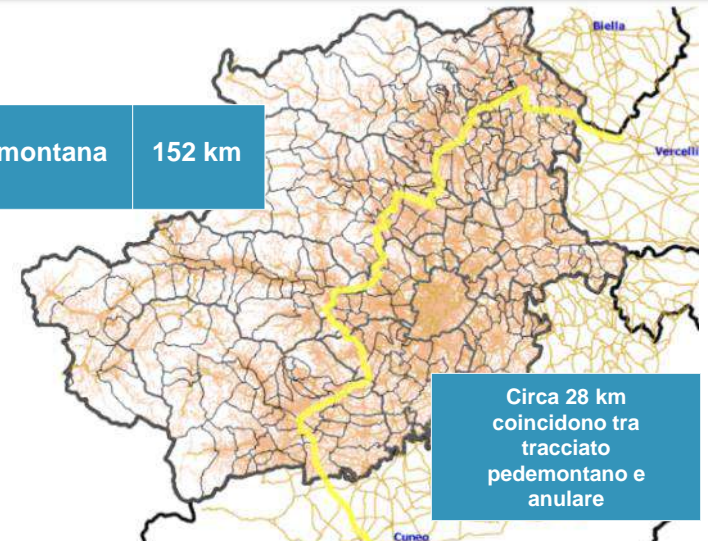 Biella
montana 152 km
Vercelli
Circa 28 km
coincidono tra
tracciato
pedemontano e
anulare
Cuneo